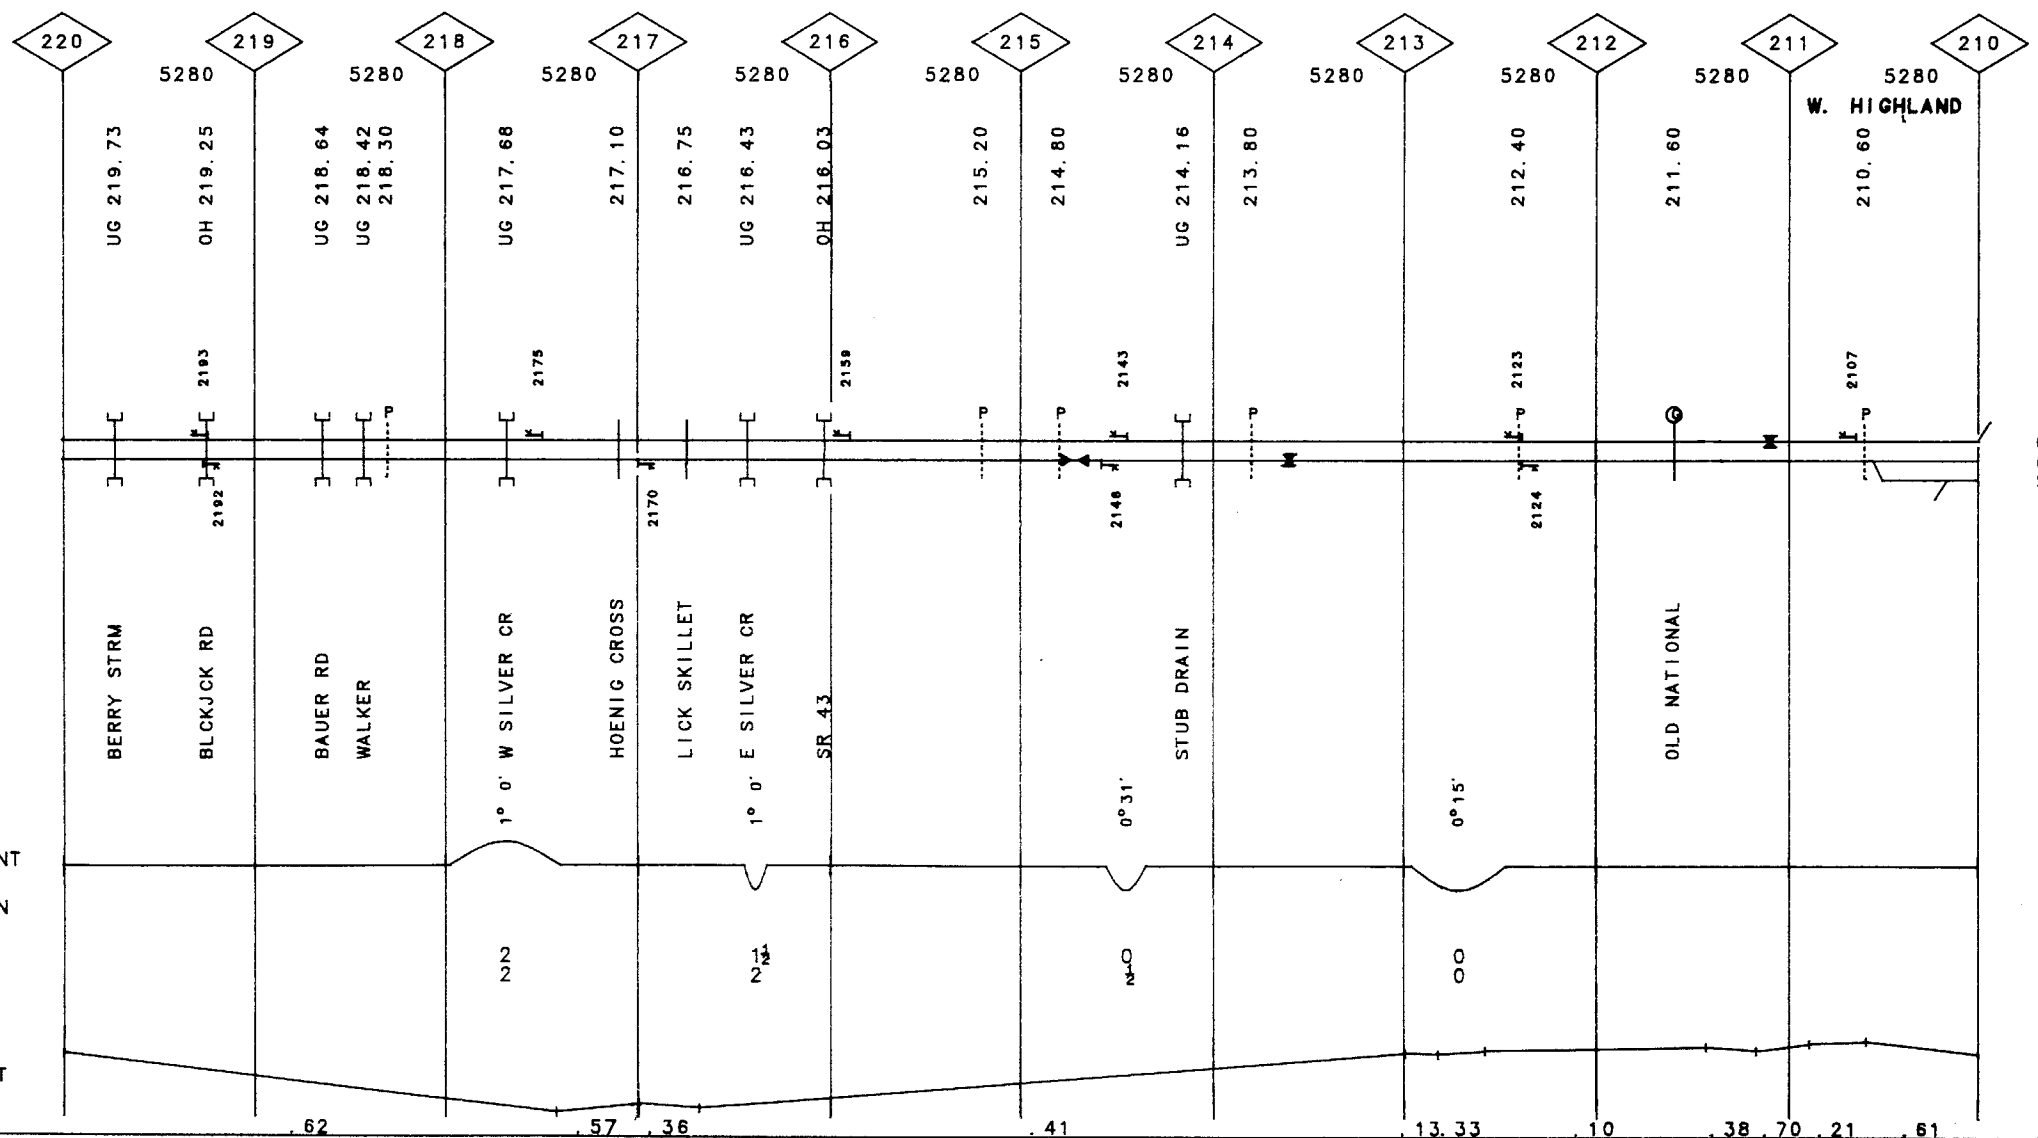 220 219 218 217 216 215 214 213 212 211 210
5280 5280 5280 5280 5280 5280 5280 5280 5280 5280
W. HIGHLAND
UG 219.73
OH 219.25
UG 218.64
UG 218.42
218.30
UG 217.68
217.10
216.75
UG 216.43
OH 216.03
215.20
214.80
UG 214.16
213.80
212.40
211.60
210.60
2193
2175
2159
2143
2123
2107
P P P P P P
2192
2170
2146
2124
BERRY STRM
BLCKJCK RD
BAUER RD
WALKER
1° 0' W SILVER CR
HOENIG CROSS
LICK SKILLET
1° 0' E SILVER CR
SR 43
0°31'
STUB DRAIN
0°15'
OLD NATIONAL
NT
N
2 1½ 0 0
2 2 ½ 0
T
.62 .57 .36 .41 .13.33 .10 .38 .70 .21 .61